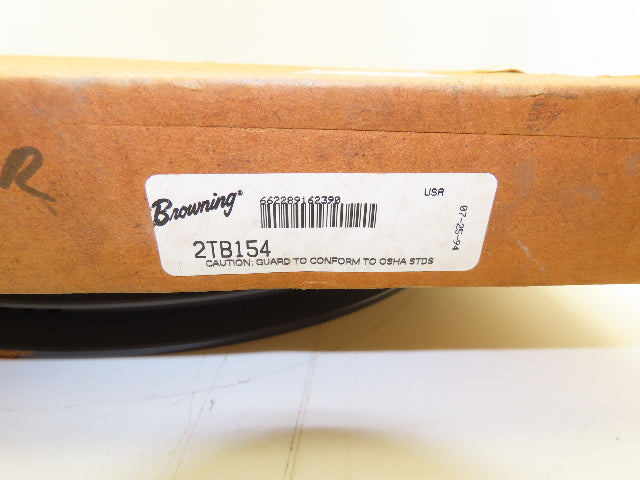 R
Browning®
662289162390
USA
07-25-94
2TB154
CAUTION: GUARD TO CONFORM TO OSHA STDS